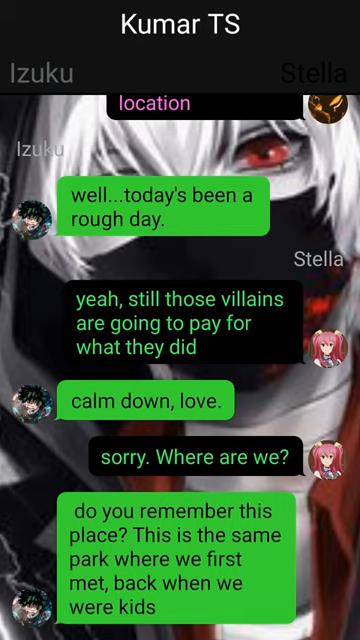 Kumar TS
Izuku
Stella
location
Izuku
well...today's been a
rough day.
Stella
yeah, still those villains
are going to pay for
what they did
calm down, love.
sorry. Where are we?
do you remember this
place? This is the same
park where we first
met, back when we
were kids